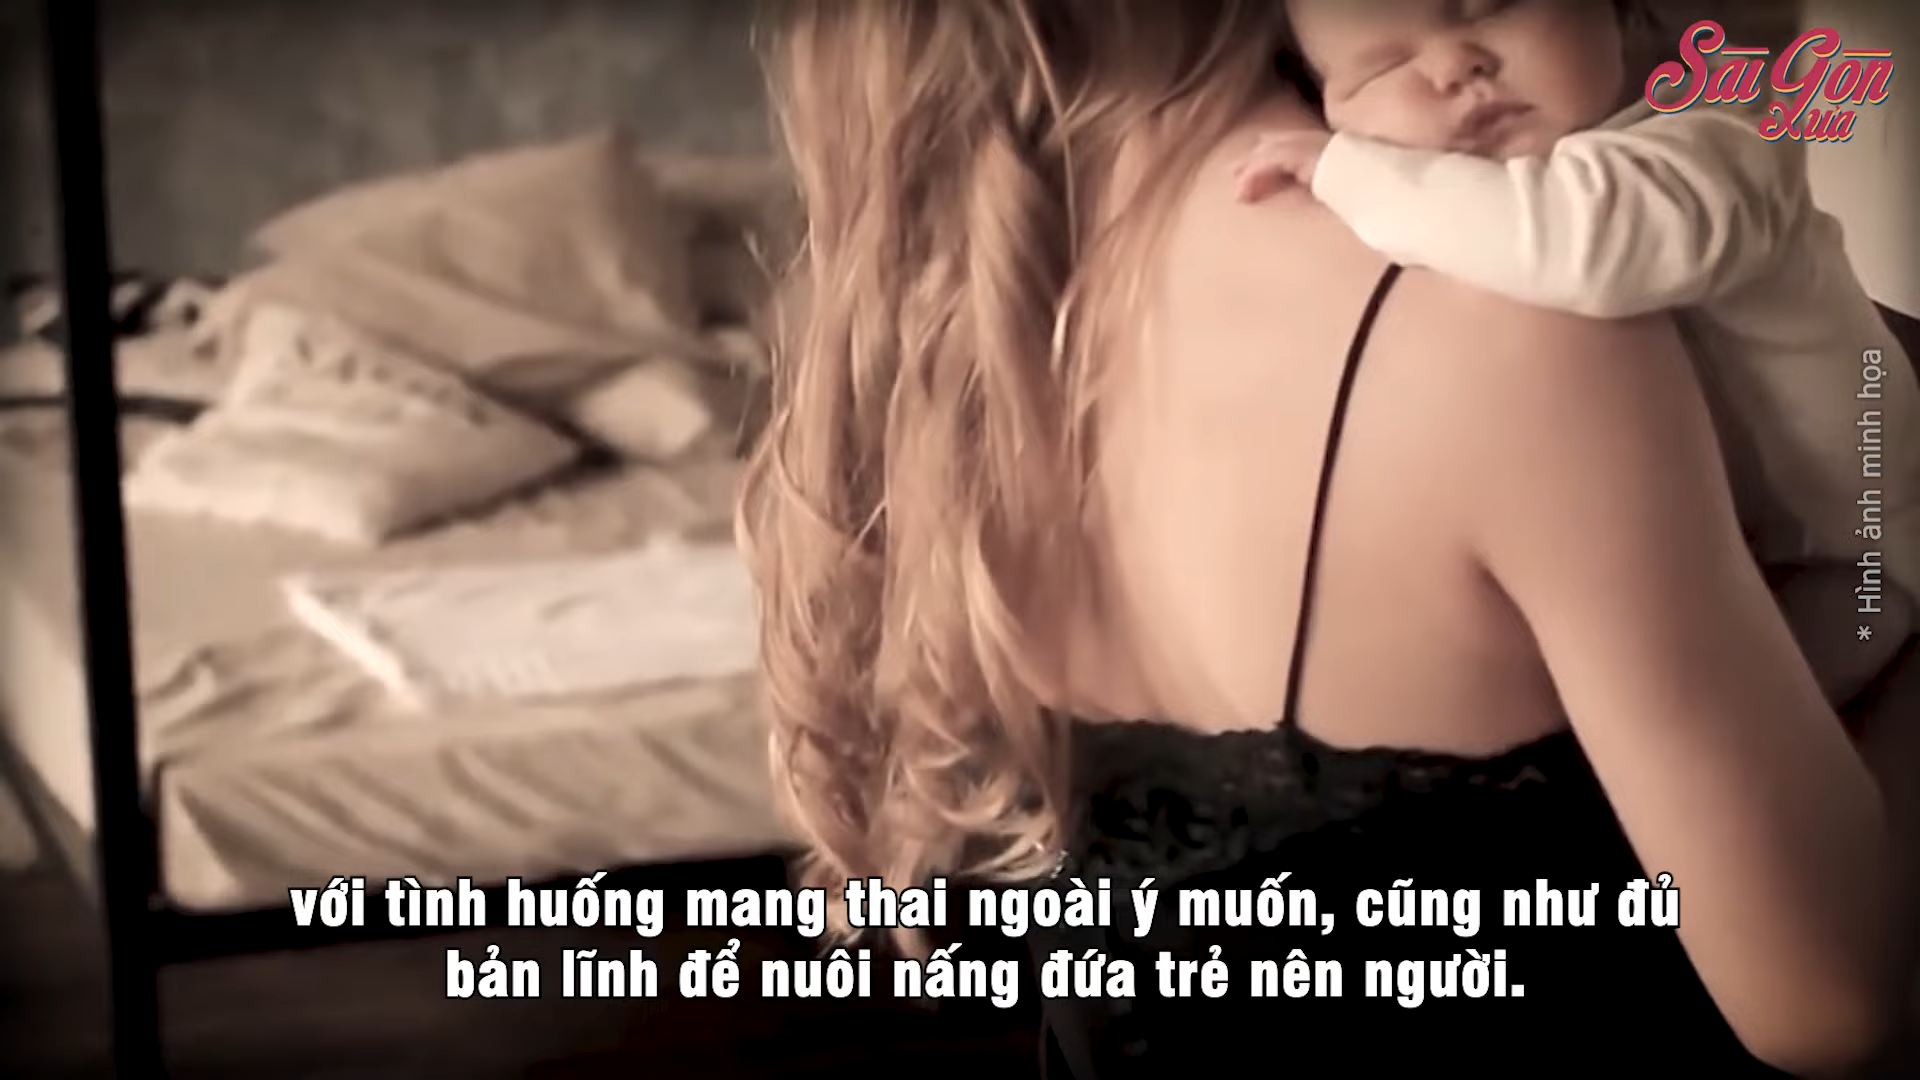 Sài Gòn
Xưa
* Hình ảnh minh họa
với tình huống mang thai ngoài ý muốn, cũng như đủ
bản lĩnh để nuôi nấng đứa trẻ nên người.